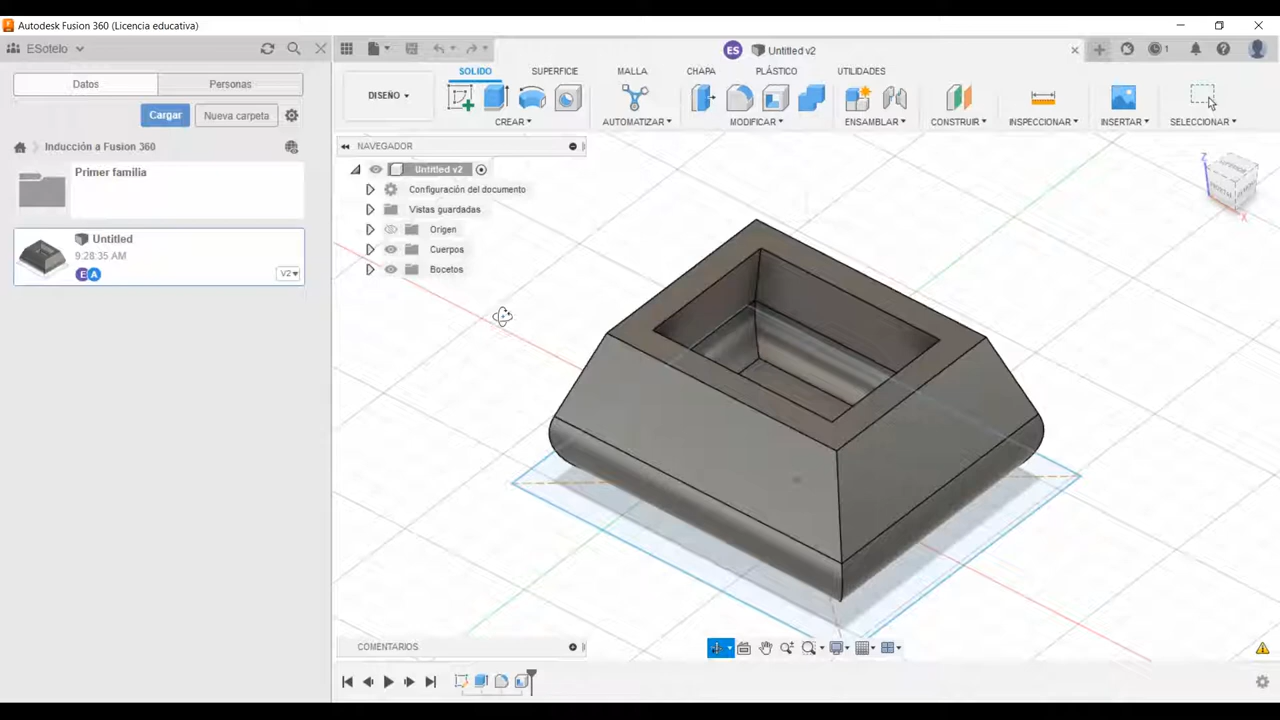 Autodesk Fusion 360 (Licencia educativa)
ESotelo
ES Untitled v2
1
Datos Personas
Cargar Nueva carpeta
Inducción a Fusion 360
Primer familia
Untitled
9:28:35 AM
E A V2
DISEÑO
SOLIDO SUPERFICIE MALLA CHAPA PLÁSTICO UTILIDADES
CREAR AUTOMATIZAR MODIFICAR ENSAMBLAR CONSTRUIR INSPECCIONAR INSERTAR SELECCIONAR
NAVEGADOR
Untitled v2
Configuración del documento
Vistas guardadas
Origen
Cuerpos
Bocetos
Z
X
COMENTARIOS